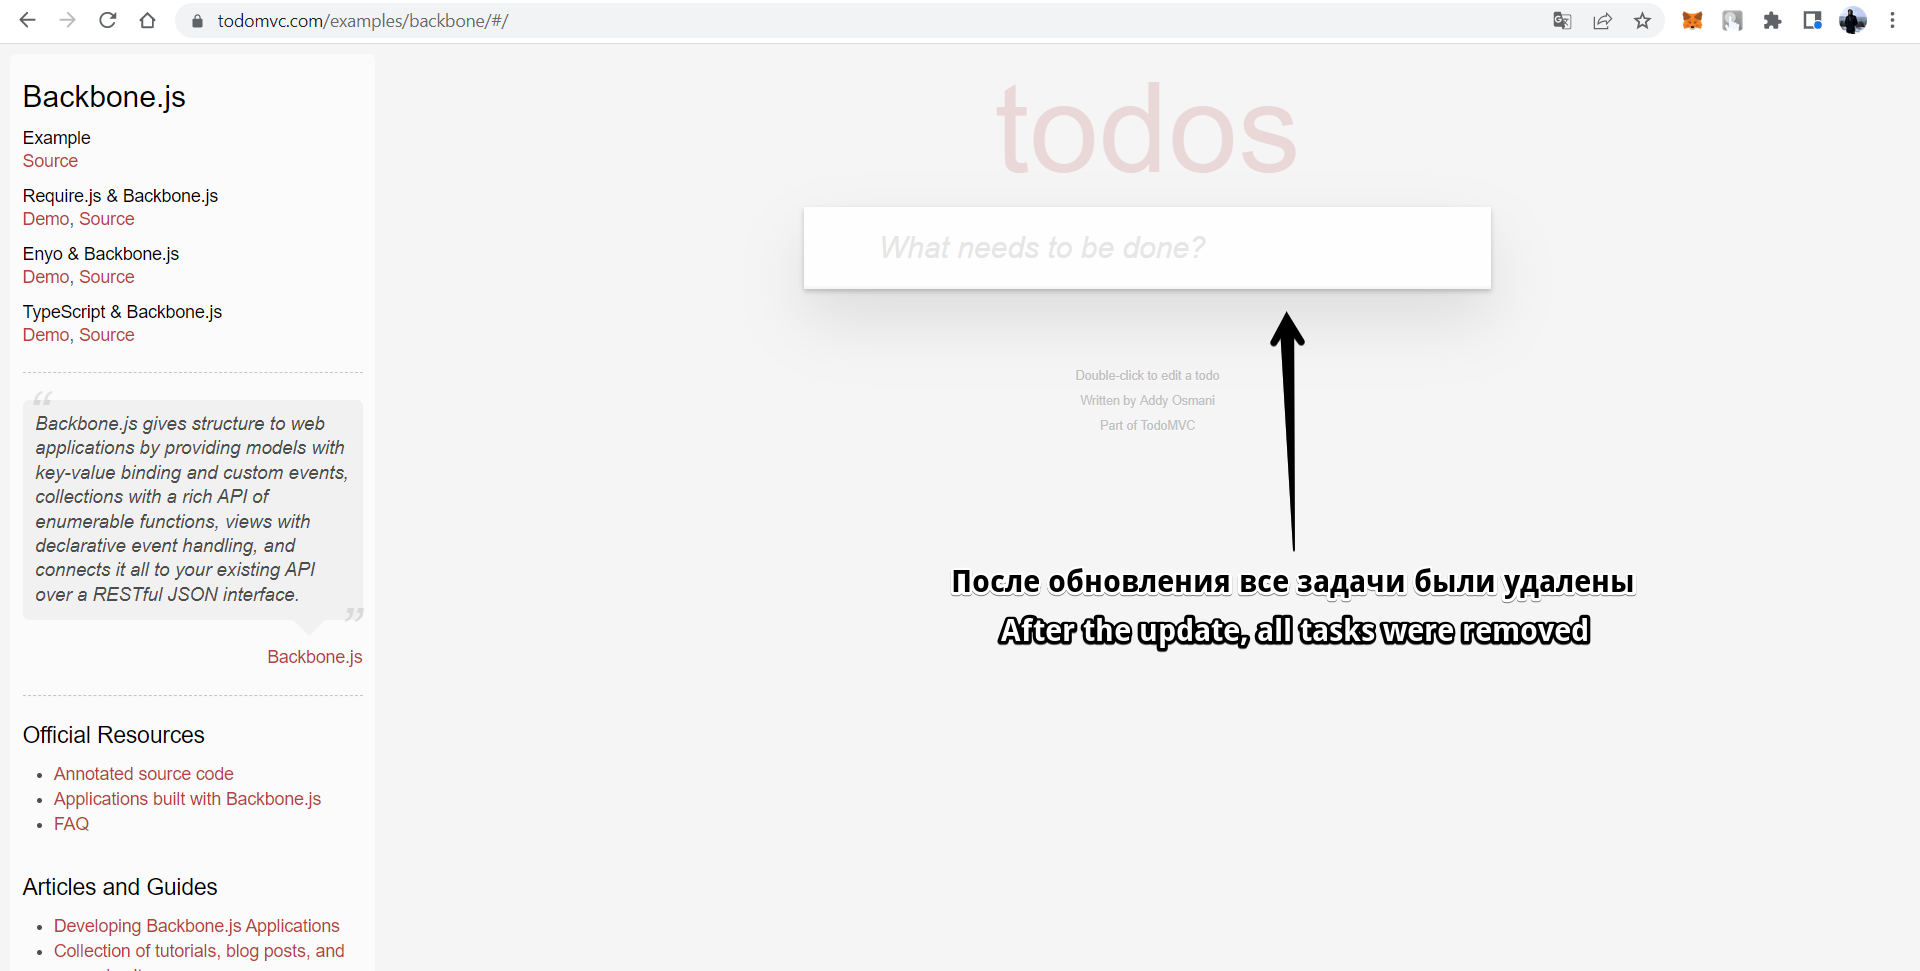 todomvc.com/examples/backbone/#/
Backbone.js
Example
Source
Require.js & Backbone.js
Demo, Source
Enyo & Backbone.js
Demo, Source
TypeScript & Backbone.js
Demo, Source
“
Backbone.js gives structure to web
applications by providing models with
key-value binding and custom events,
collections with a rich API of
enumerable functions, views with
declarative event handling, and
connects it all to your existing API
over a RESTful JSON interface.
”
Backbone.js
Official Resources
• Annotated source code
• Applications built with Backbone.js
• FAQ
Articles and Guides
• Developing Backbone.js Applications
• Collection of tutorials, blog posts, and
todos
What needs to be done?
Double-click to edit a todo
Written by Addy Osmani
Part of TodoMVC
После обновления все задачи были удалены
After the update, all tasks were removed